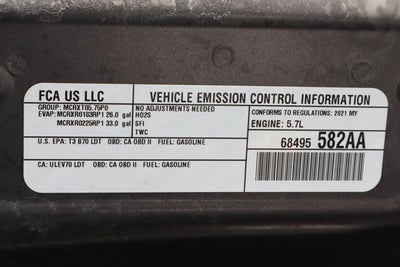 FCA US LLC
VEHICLE EMISSION CONTROL INFORMATION
GROUP: MCRXT05.75P0
EVAP: MCRXR0183RP1 26.0 gal
MCRXR0225RP1 33.0 gal
NO ADJUSTMENTS NEEDED
HO2S
SFI
TWC
CONFORMS TO REGULATIONS: 2021 MY
ENGINE: 5.7L
68495 582AA
U.S. EPA: T3 B70 LDT OBD: CA OBD II FUEL: GASOLINE
CA: ULEV70 LDT OBD: CA OBD II FUEL: GASOLINE